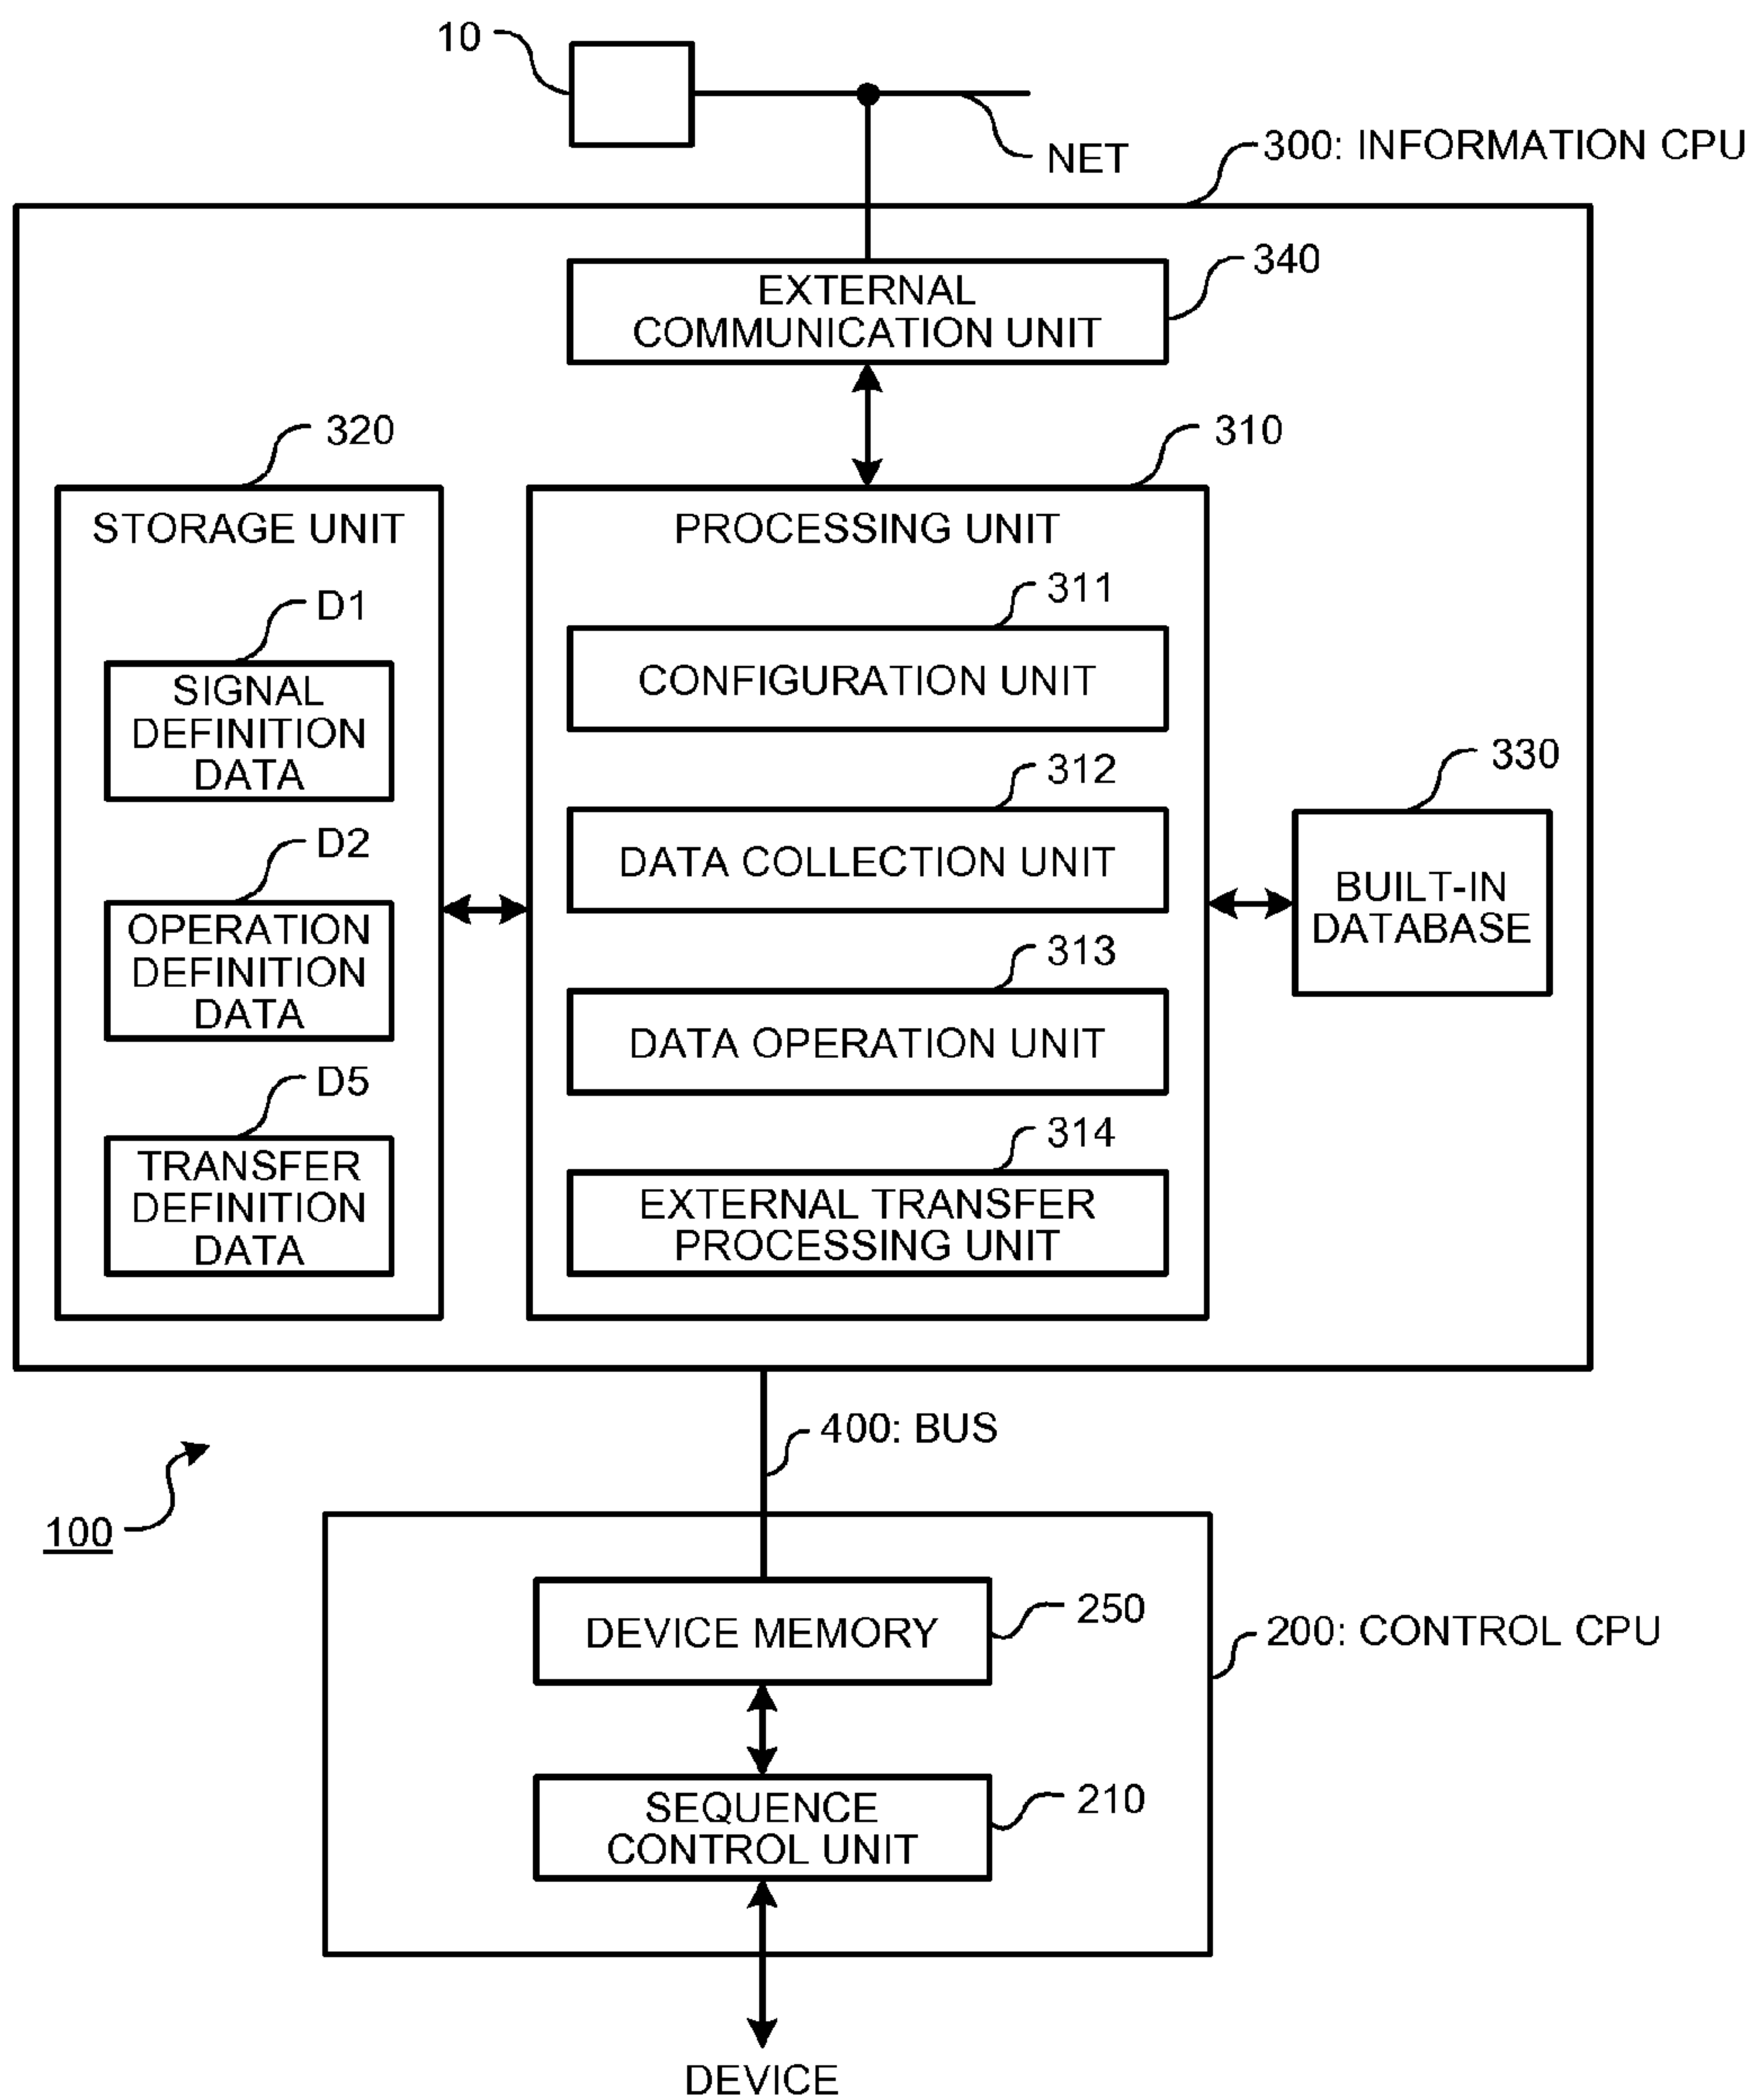 10
NET
300: INFORMATION CPU
340
EXTERNAL
COMMUNICATION UNIT
320
310
STORAGE UNIT
PROCESSING UNIT
D1
SIGNAL
DEFINITION
DATA
D2
OPERATION
DEFINITION
DATA
D5
TRANSFER
DEFINITION
DATA
311
CONFIGURATION UNIT
312
DATA COLLECTION UNIT
313
DATA OPERATION UNIT
314
EXTERNAL TRANSFER
PROCESSING UNIT
330
BUILT-IN
DATABASE
400: BUS
100
250
DEVICE MEMORY
200: CONTROL CPU
210
SEQUENCE
CONTROL UNIT
DEVICE